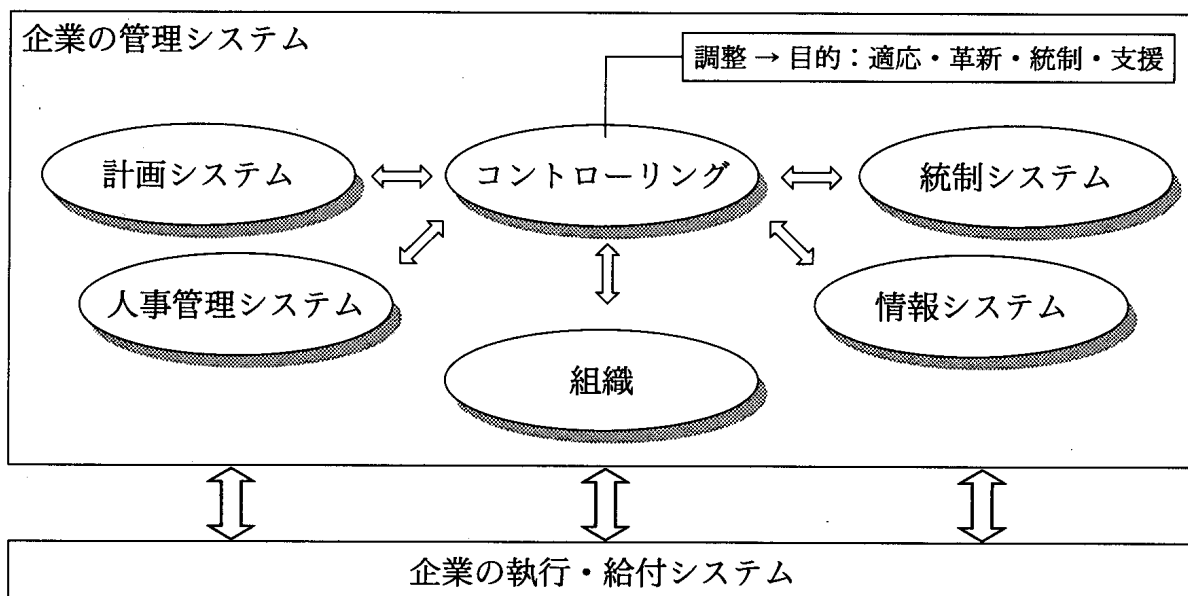 企業の管理システム
調整 → 目的：適応・革新・統制・支援
計画システム
コントローリング
統制システム
人事管理システム
情報システム
組織
企業の執行・給付システム